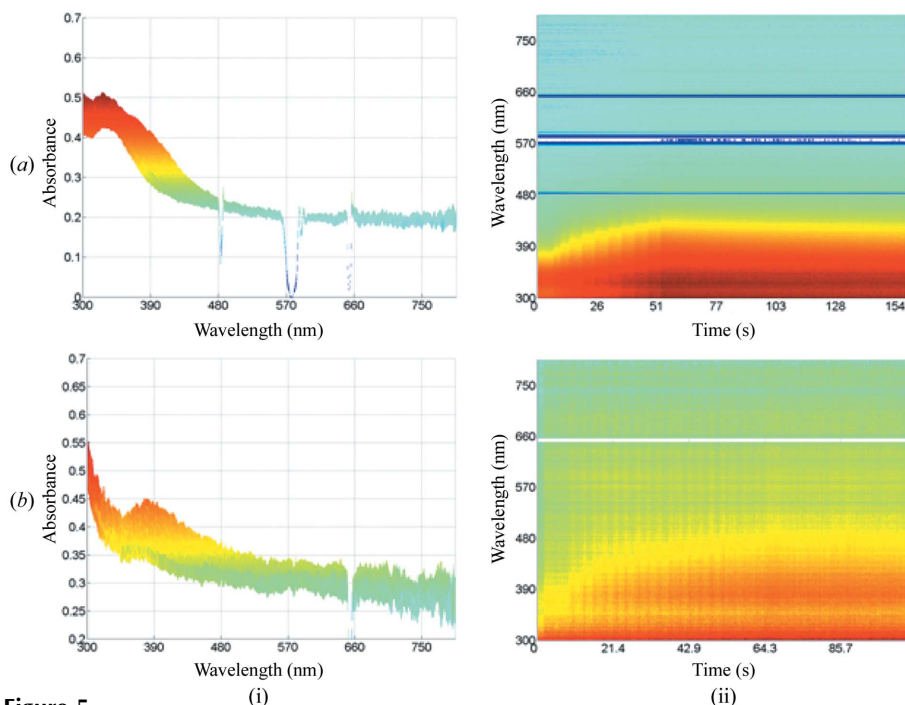 0.7
0.6
0.5
0.4
0.3
0.2
0.1
0
300 390 480 570 660 750
Absorbance
Wavelength (nm)
(a)
750
660
570
480
390
300
0 26 51 77 103 128 154
Wavelength (nm)
Time (s)
0.7
0.65
0.6
0.55
0.5
0.45
0.4
0.35
0.3
0.25
0.2
300 390 480 570 660 750
Absorbance
Wavelength (nm)
(b)
(i)
750
660
570
480
390
300
0 21.4 42.9 64.3 85.7
Wavelength (nm)
Time (s)
(ii)
Figure 5